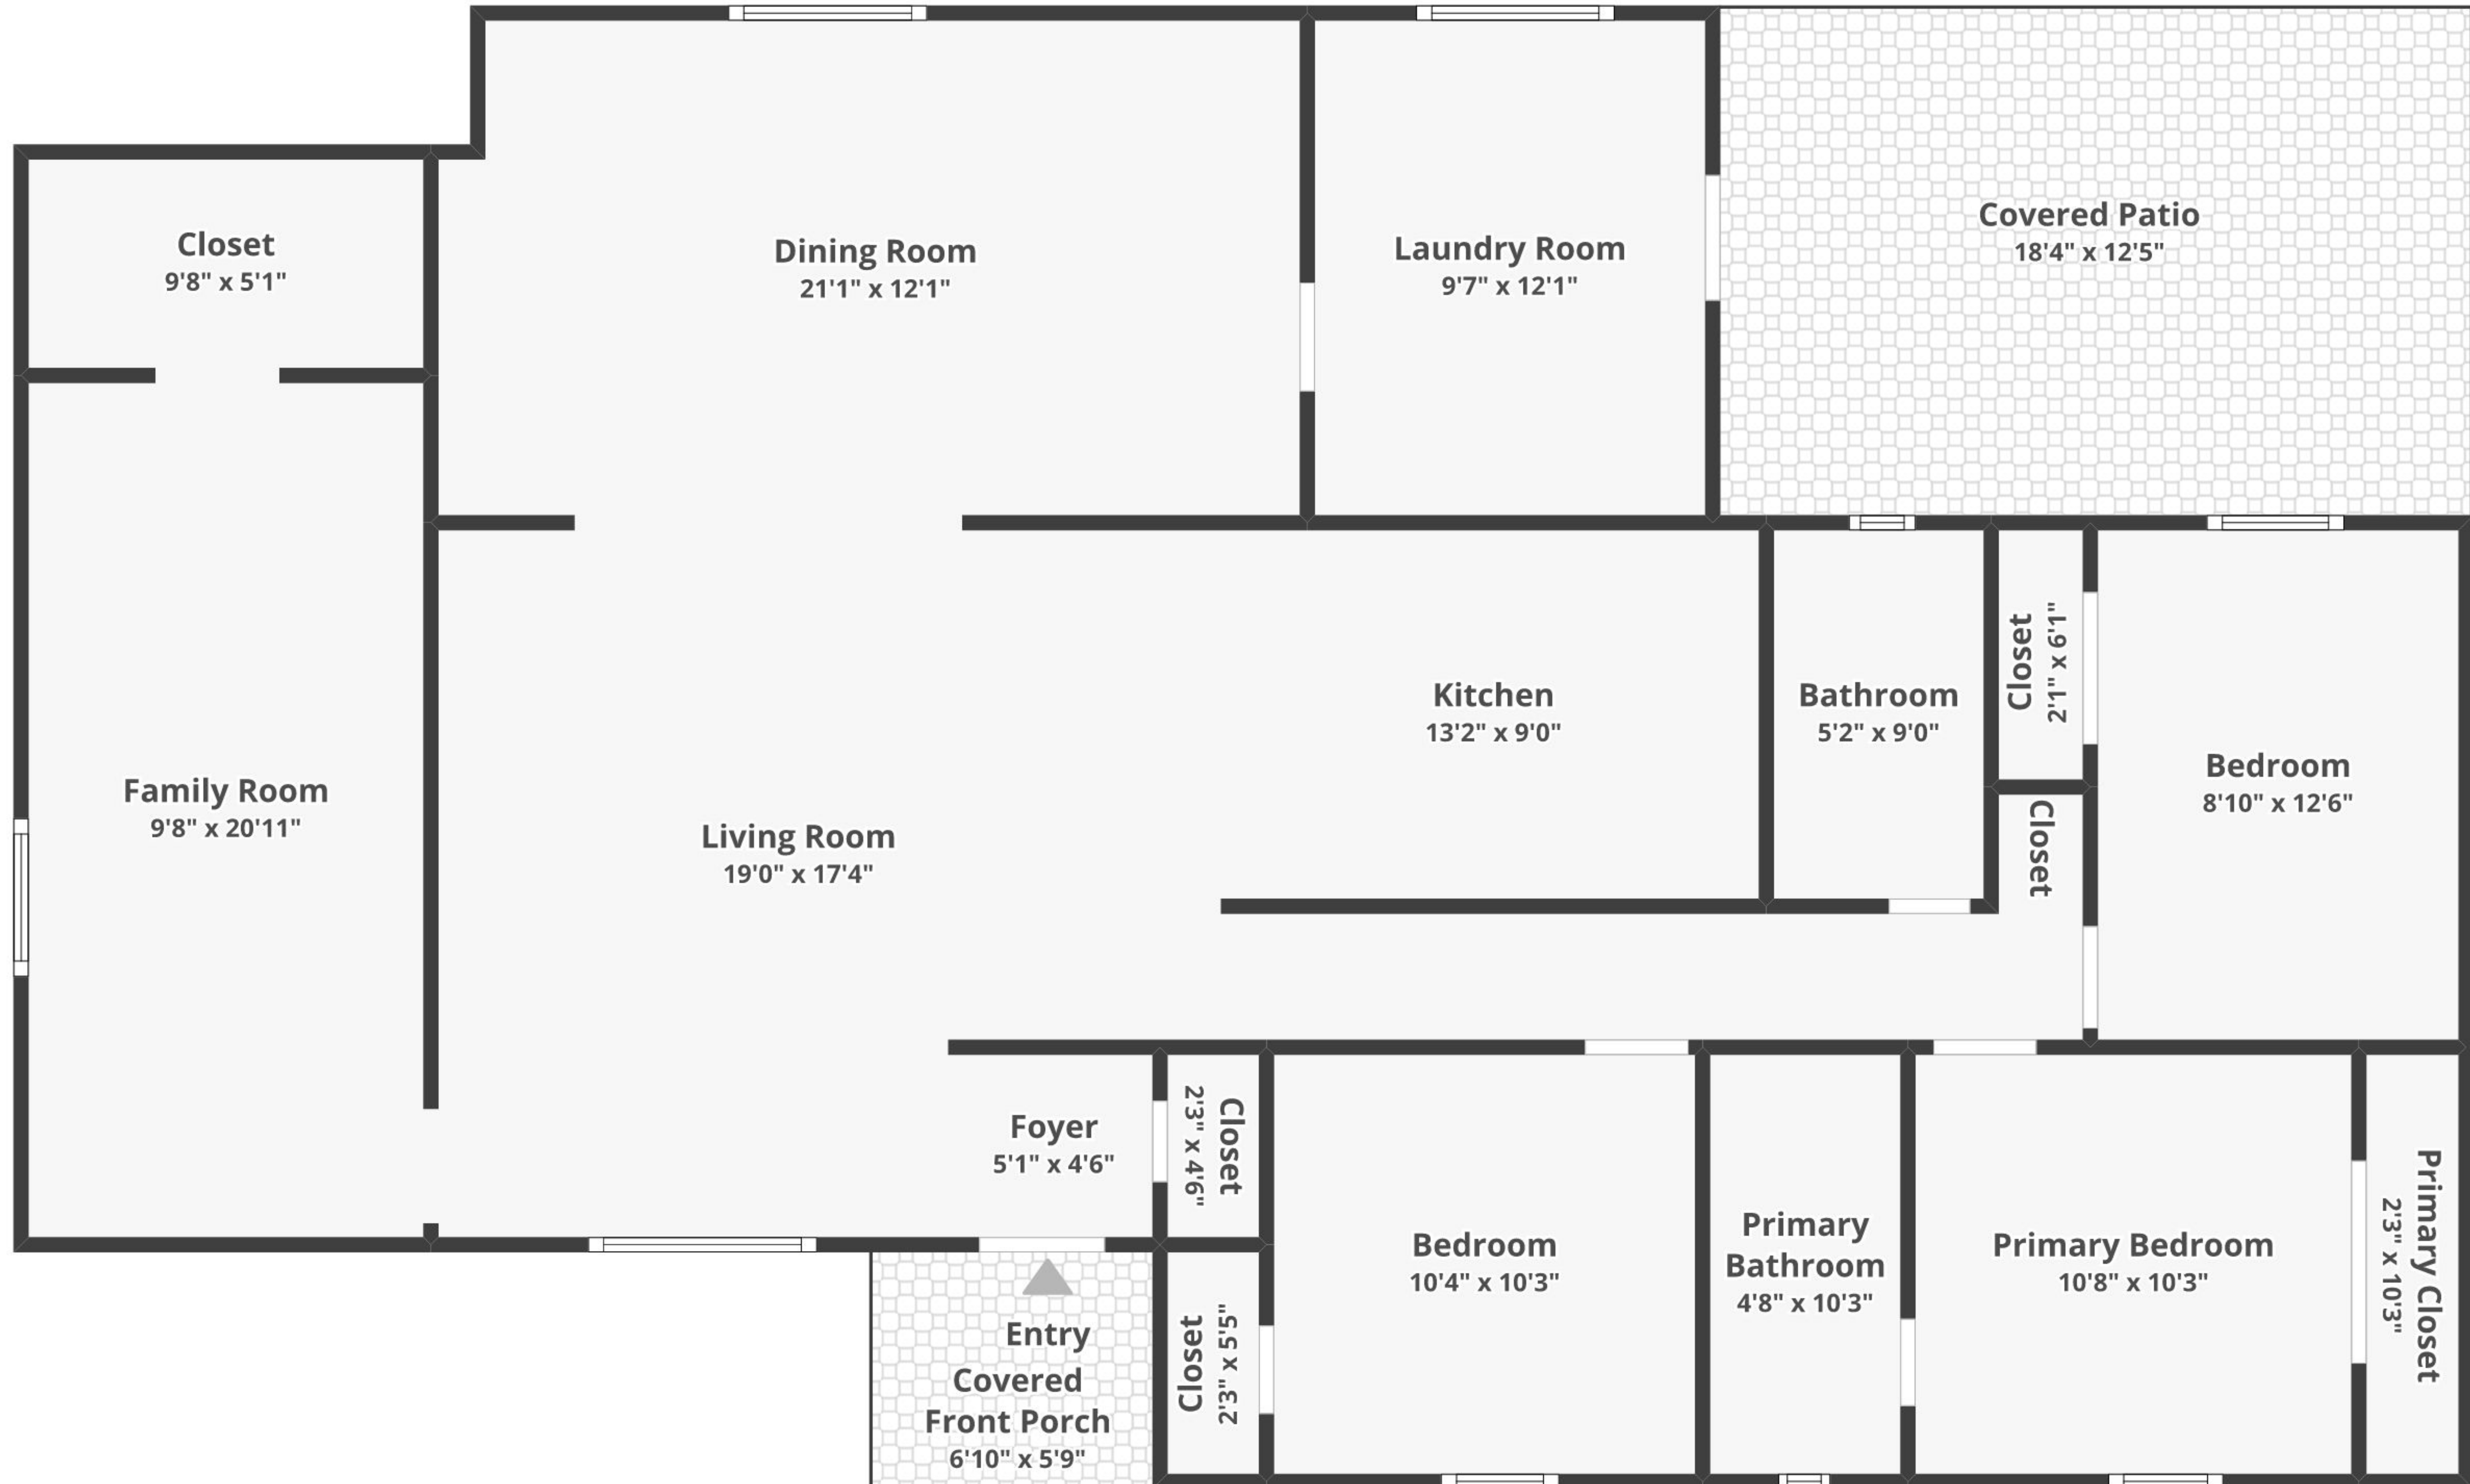 Closet
9'8" x 5'1"
Dining Room
21'1" x 12'1"
Laundry Room
9'7" x 12'1"
Covered Patio
18'4" x 12'5"
Family Room
9'8" x 20'11"
Living Room
19'0" x 17'4"
Kitchen
13'2" x 9'0"
Bathroom
5'2" x 9'0"
Closet
2'1" x 6'1"
Closet
Bedroom
8'10" x 12'6"
Foyer
5'1" x 4'6"
Closet
2'3" x 4'6"
Entry
Covered
Front Porch
6'10" x 5'9"
Closet
2'3" x 5'5"
Bedroom
10'4" x 10'3"
Primary
Bathroom
4'8" x 10'3"
Primary Bedroom
10'8" x 10'3"
Primary Closet
2'3" x 10'3"